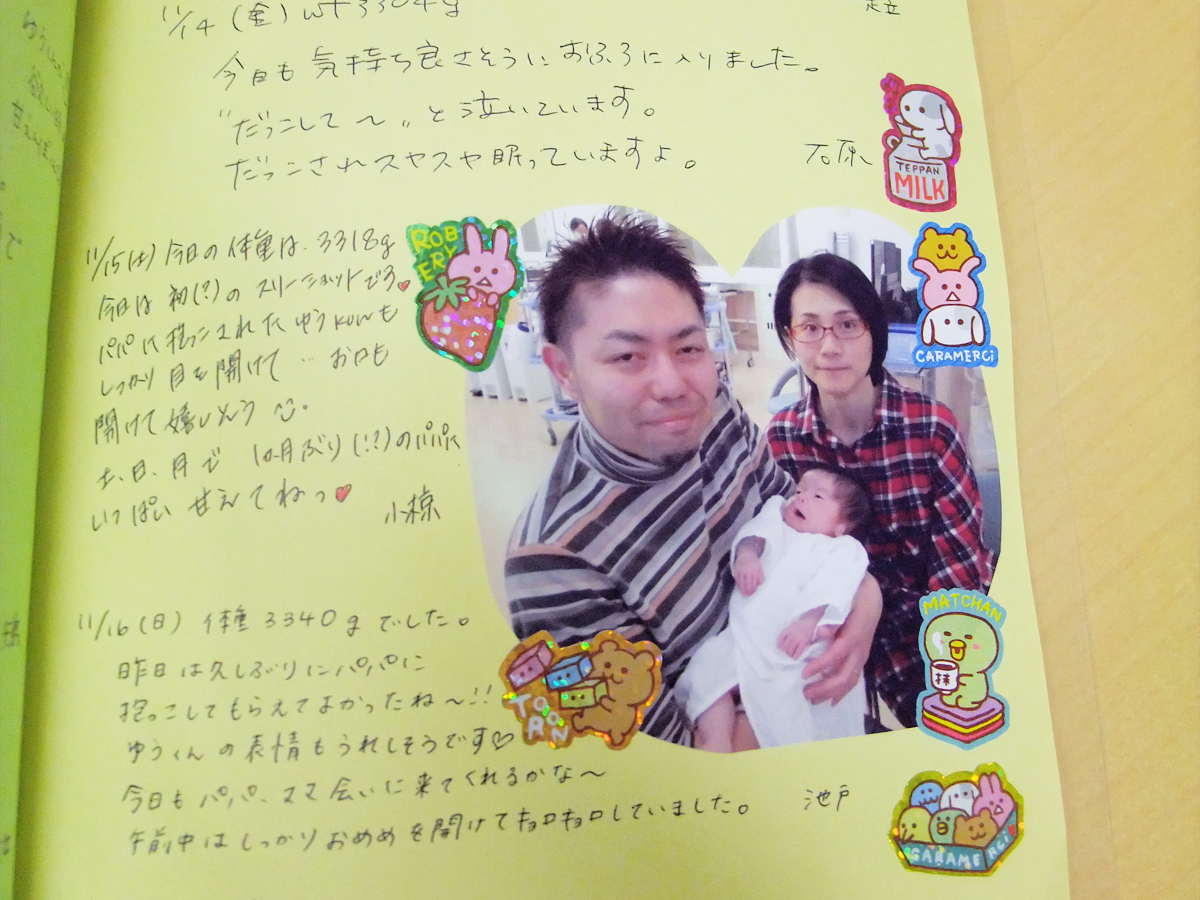 11/14 (金) wt 3304g
今日も気持ち良さそうにおふろに入りました。
"だっこして〜"と泣いています。
だっこされスヤスヤ眠っていますよ。
石原
TEPPAN
MILK
11/15(土) 今日の体重は、3318g
今日は初(?)のスリーショットです♥
パパに抱っこされたゆうkunも
しっかり目を開けて…お口も
開けて嬉しそう
土、日、月で 1か月ぶり(!?)のパパに
いっぱい甘えてねっ♥
小椋
ROB
ERY
CARAMERCi
11/16(日) 体重 3340gでした。
昨日は久しぶりにパパに
抱っこしてもらえてよかったね〜!!
ゆうくんの表情もうれしそうです♡
今日もパパ、ママ会いに来てくれるかな〜
午前中はしっかりおめめを開けてキョロキョロしていました。
池戸
TO
RON
MATCHAN
抹
CARAMERCi